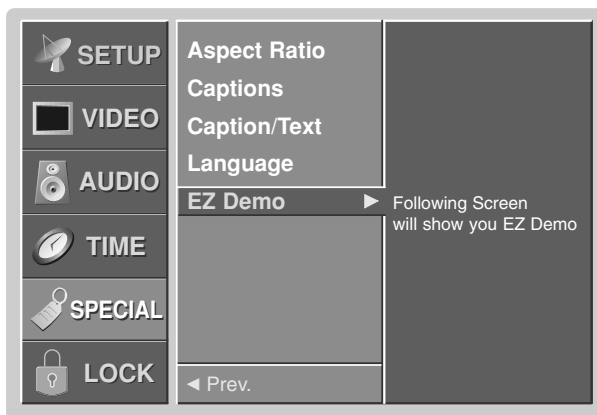 SETUP
VIDEO
AUDIO
TIME
SPECIAL
LOCK
Aspect Ratio
Captions
Caption/Text
Language
EZ Demo ►
◄ Prev.
Following Screen
will show you EZ Demo